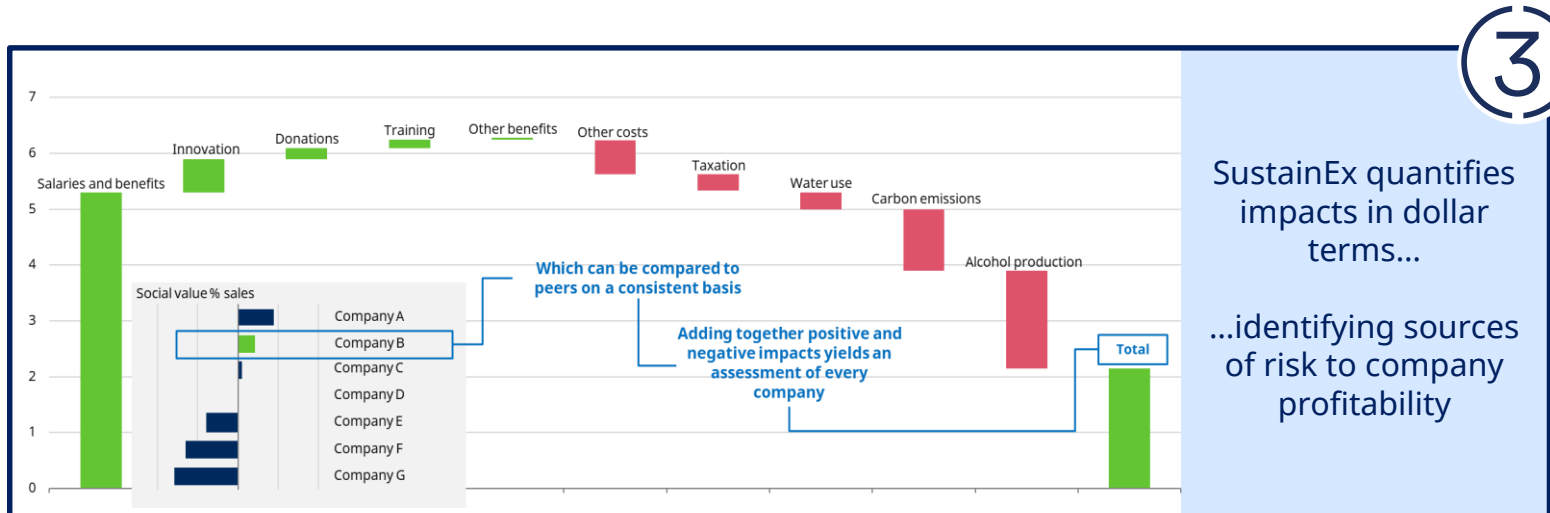 3
7
6
5
4
3
2
1
0
Salaries and benefits
Innovation
Donations
Training
Other benefits
Other costs
Taxation
Water use
Carbon emissions
Alcohol production
Total
Social value % sales
Company A
Company B
Company C
Company D
Company E
Company F
Company G
Which can be compared to
peers on a consistent basis
Adding together positive and
negative impacts yields an
assessment of every
company
SustainEx quantifies
impacts in dollar
terms...
...identifying sources
of risk to company
profitability